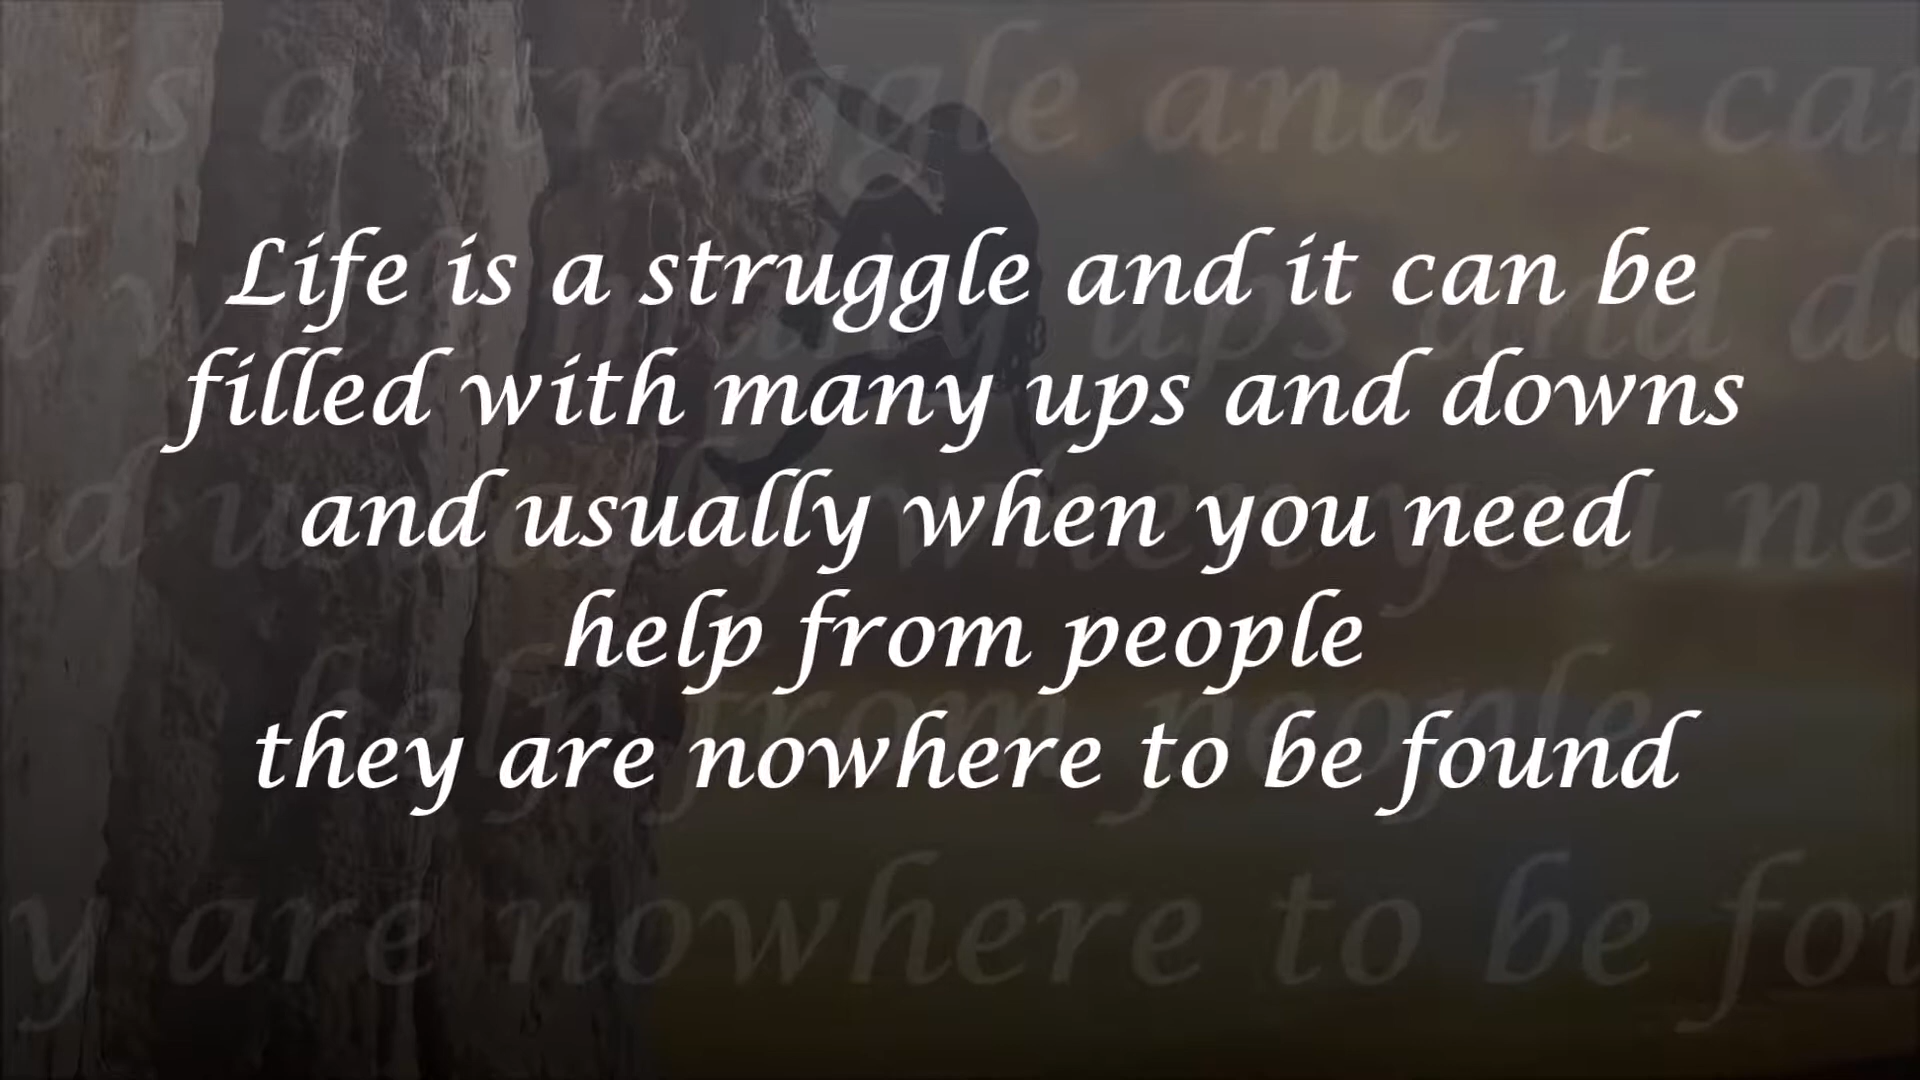 Life is a struggle and it can be
filled with many ups and downs
and usually when you need
help from people
they are nowhere to be found